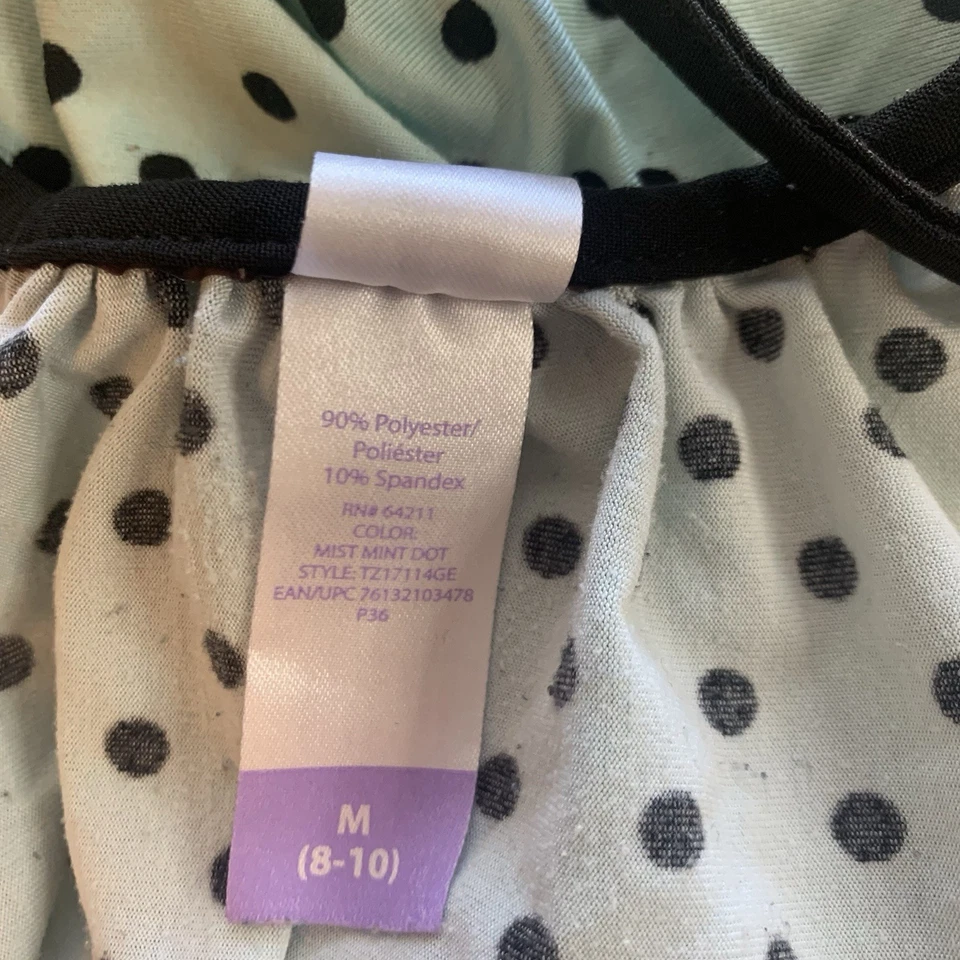 90% Polyester/
Poliéster
10% Spandex
RN# 64211
COLOR:
MIST MINT DOT
STYLE: TZ17114GE
EAN/UPC 76132103478
P36
M
(8-10)